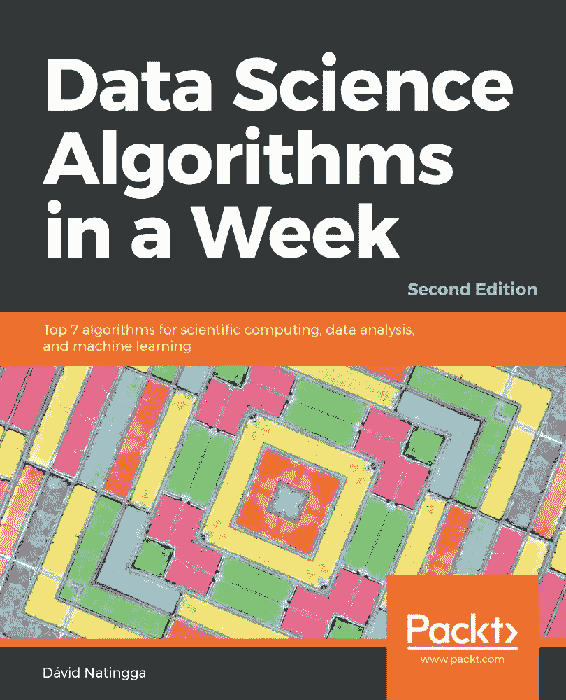 Data Science
Algorithms
in a Week
Second Edition
Top 7 algorithms for scientific computing, data analysis,
and machine learning
Packt>
www.packt.com
Dávid Natingga